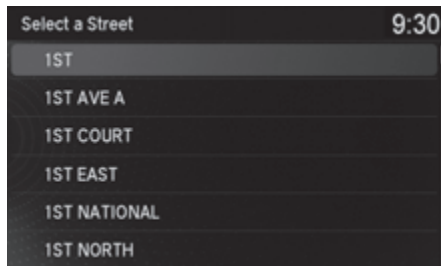 Select a Street 9:30
1ST
1ST AVE A
1ST COURT
1ST EAST
1ST NATIONAL
1ST NORTH